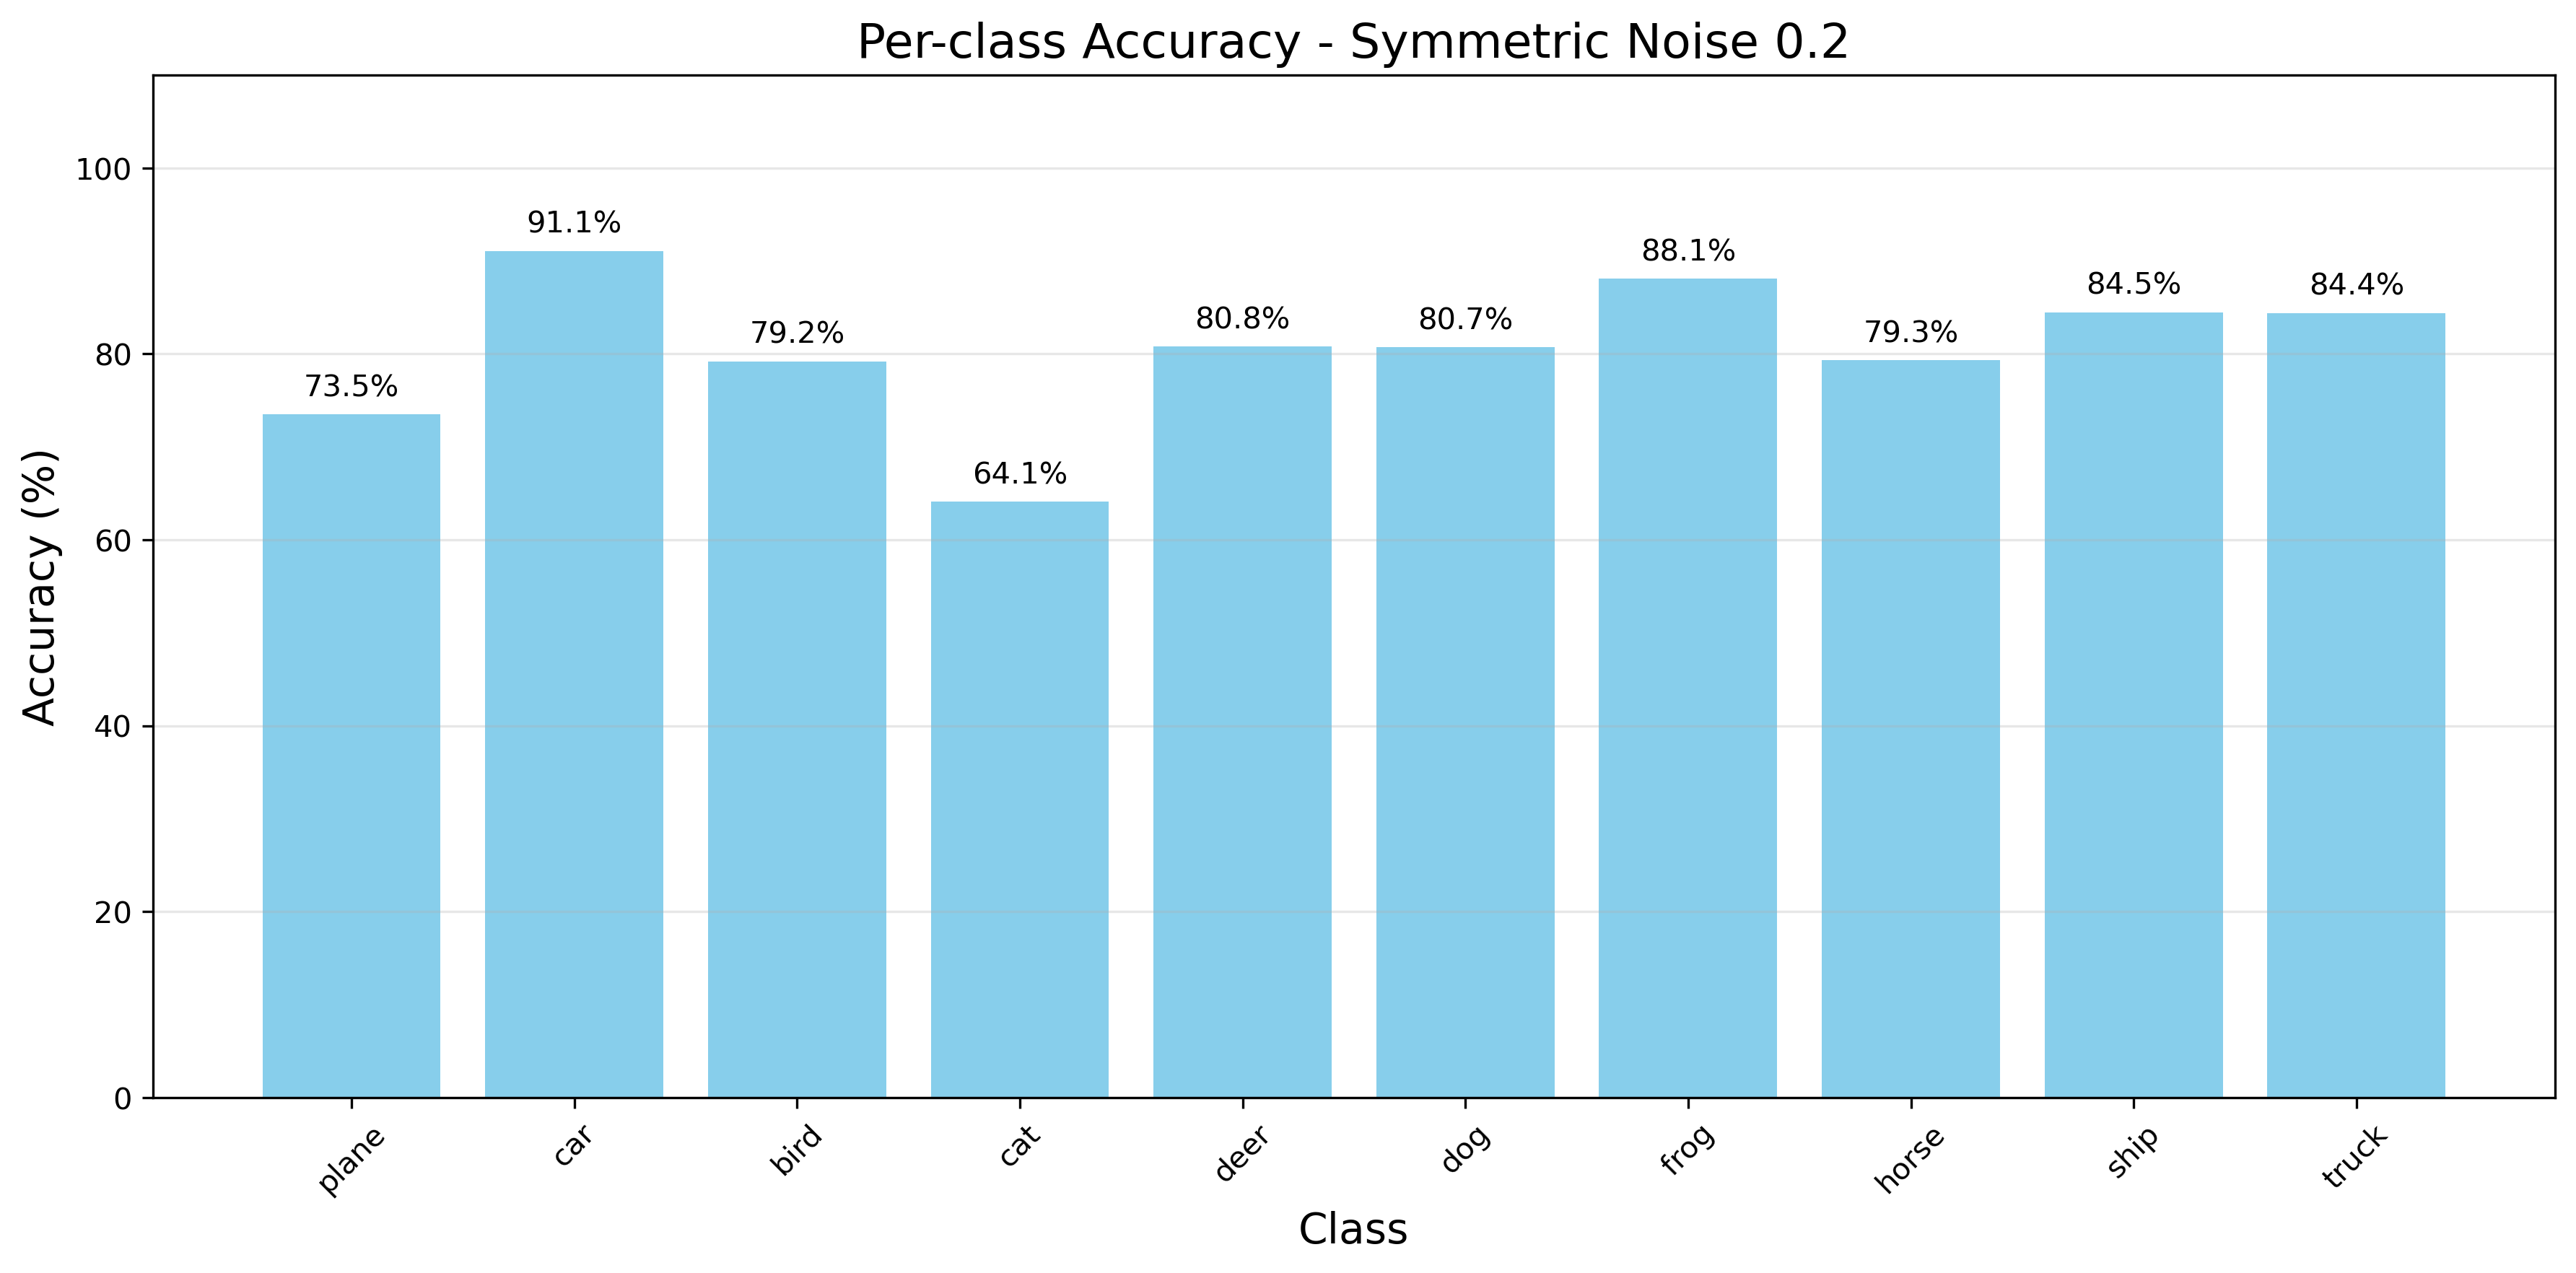 Per-class Accuracy - Symmetric Noise 0.2
Accuracy (%)
100
80
60
40
20
0
73.5%
91.1%
79.2%
64.1%
80.8%
80.7%
88.1%
79.3%
84.5%
84.4%
plane
car
bird
cat
deer
dog
frog
horse
ship
truck
Class